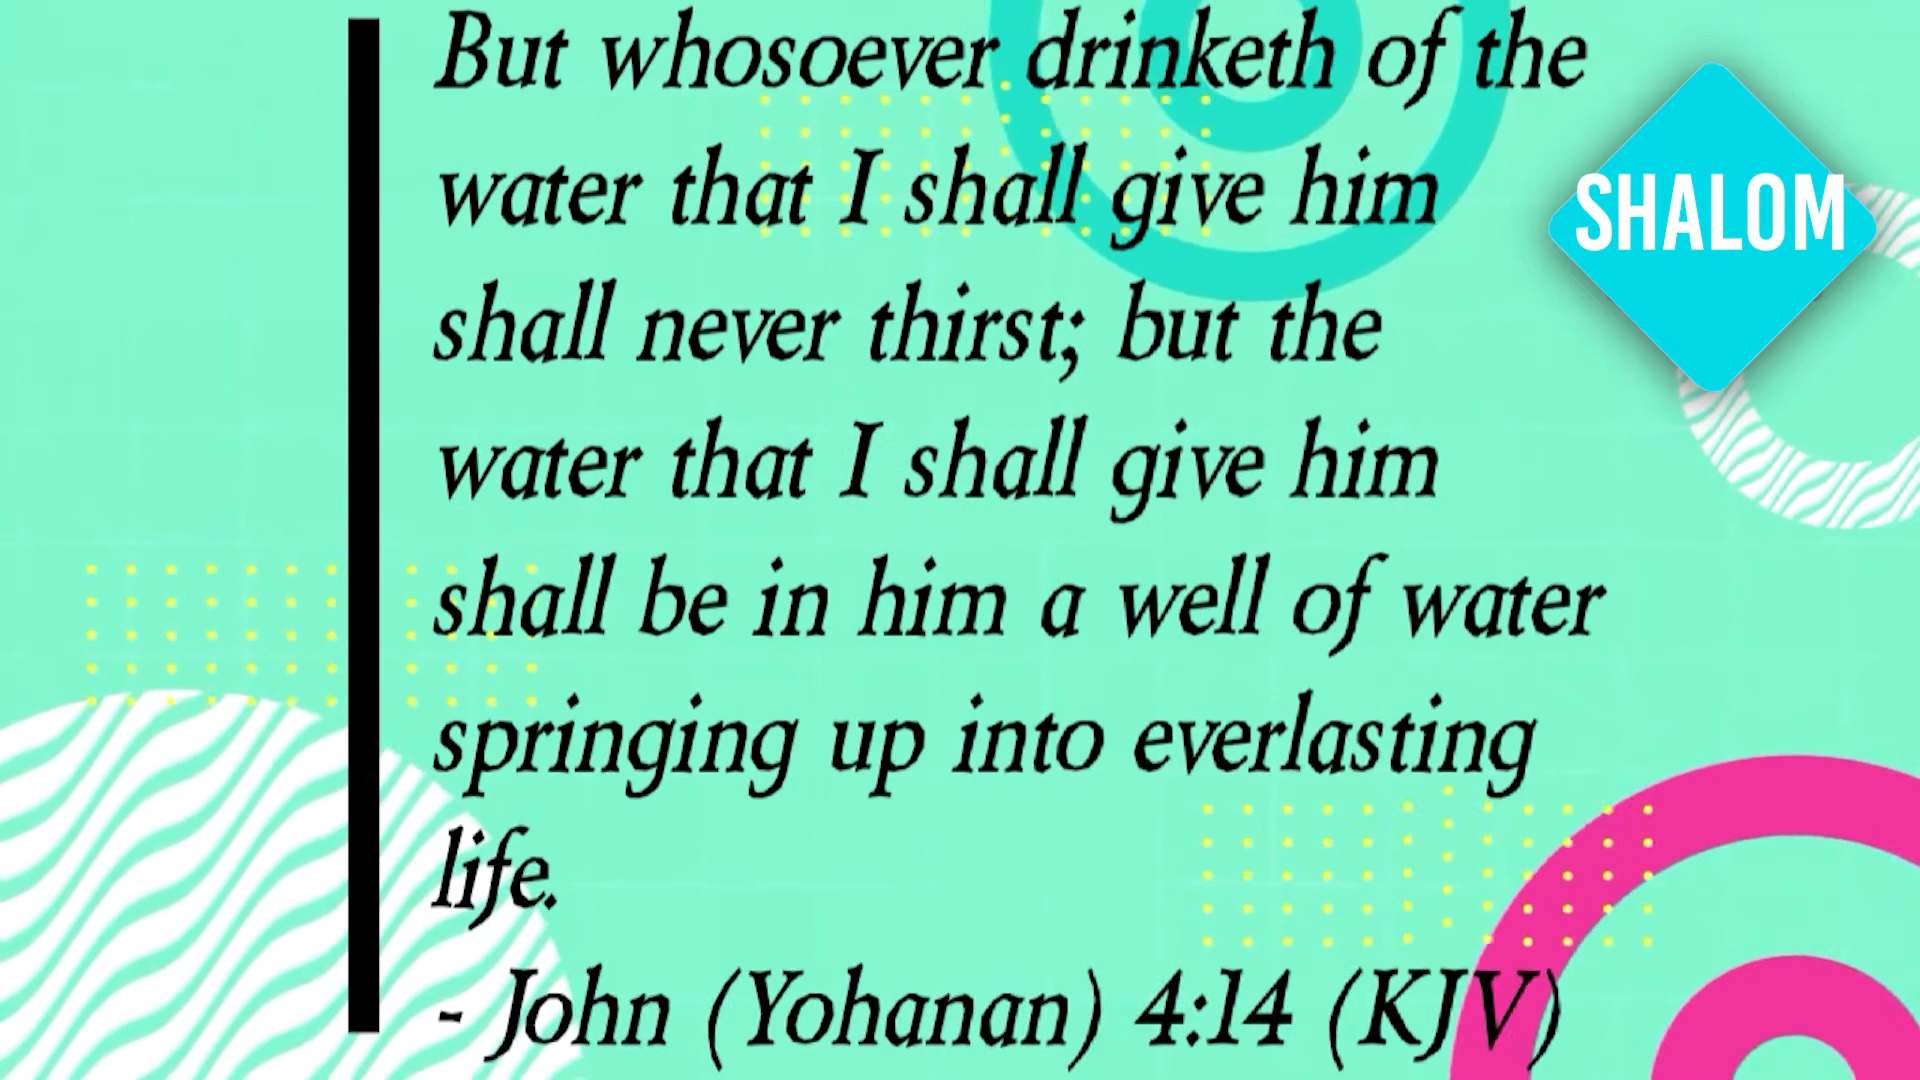 But whosoever drinketh of the
water that I shall give him
shall never thirst; but the
water that I shall give him
shall be in him a well of water
springing up into everlasting
life.
- John (Yohanan) 4:14 (KJV)
SHALOM